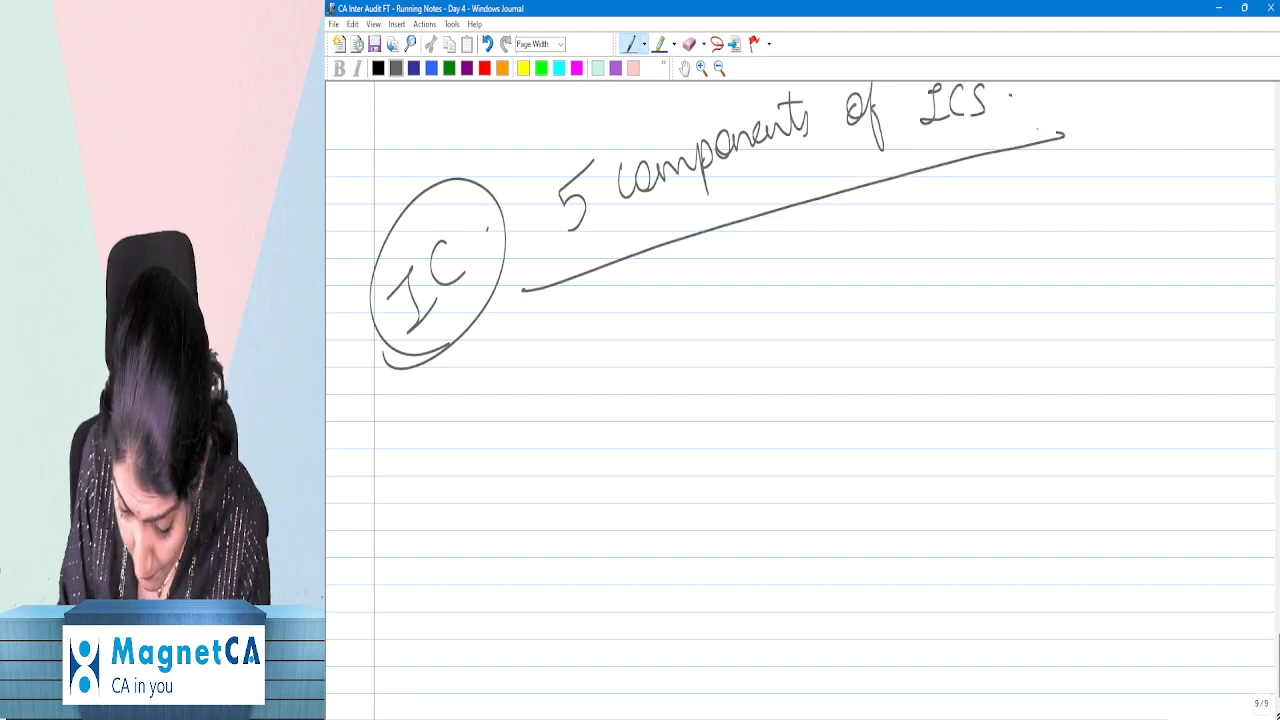 CA Inter Audit FT - Running Notes - Day 4 - Windows Journal
File Edit View Insert Actions Tools Help
Page Width
B I
5 components of ICS.
IC
MagnetCA
CA in you
9 / 9